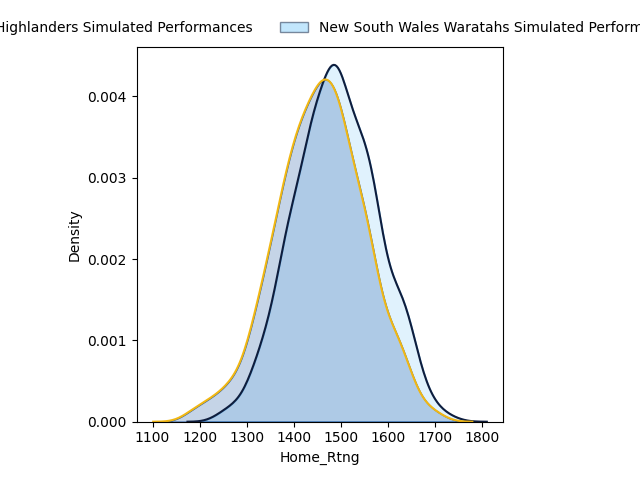 Highlanders Simulated Performances
New South Wales Waratahs Simulated Perform
0.004
0.003
Density
0.002
0.001
0.000
1100 1200 1300 1400 1500 1600 1700 1800
Home_Rtng